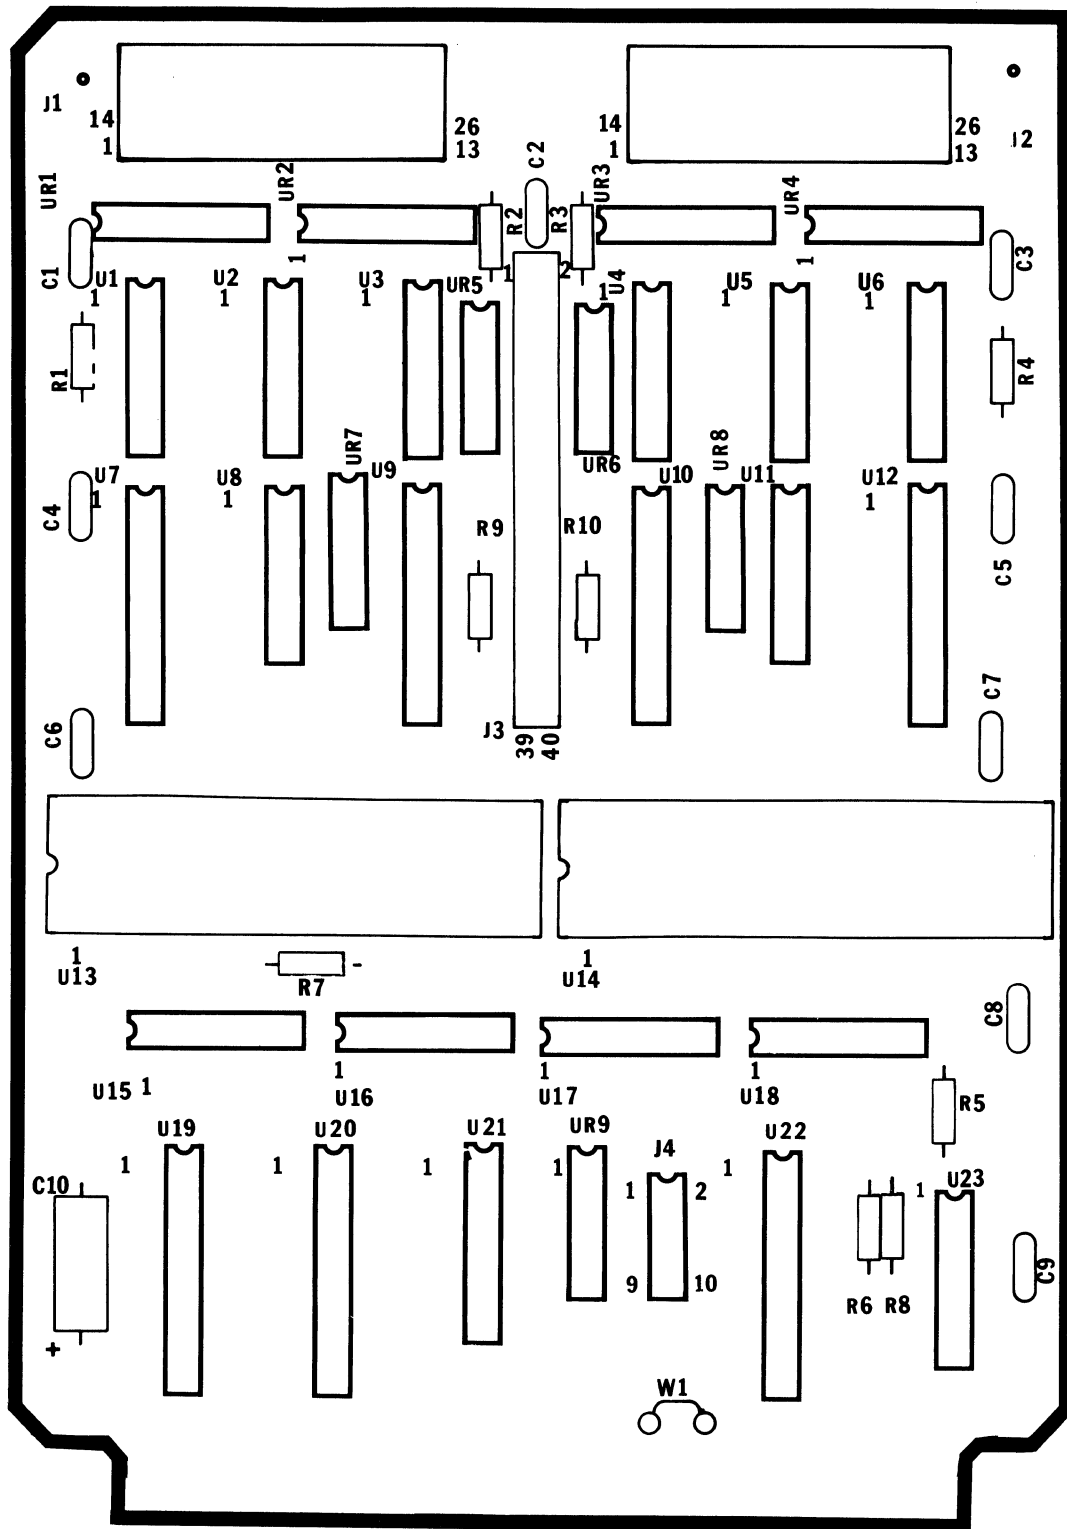 J1
14
1
26
13
14
1
26
13
J2
C2
UR1
UR2
R2
R3
UR3
UR4
C1
1
1
2
1
C3
U1
1
U2
1
U3
1
UR5
1
U4
U5
1
U6
1
R1
R4
UR7
U9
UR6
U10
UR8
U11
U12
1
U7
1
U8
1
C4
R9
R10
C5
C6
J3
39
40
C7
1
U13
R7
1
U14
C8
U15 1
1
U16
1
U17
1
U18
R5
U19
1
U20
1
U21
1
UR9
1
J4
1
2
9
10
U22
1
U23
1
C10
+
R6
R8
C9
W1